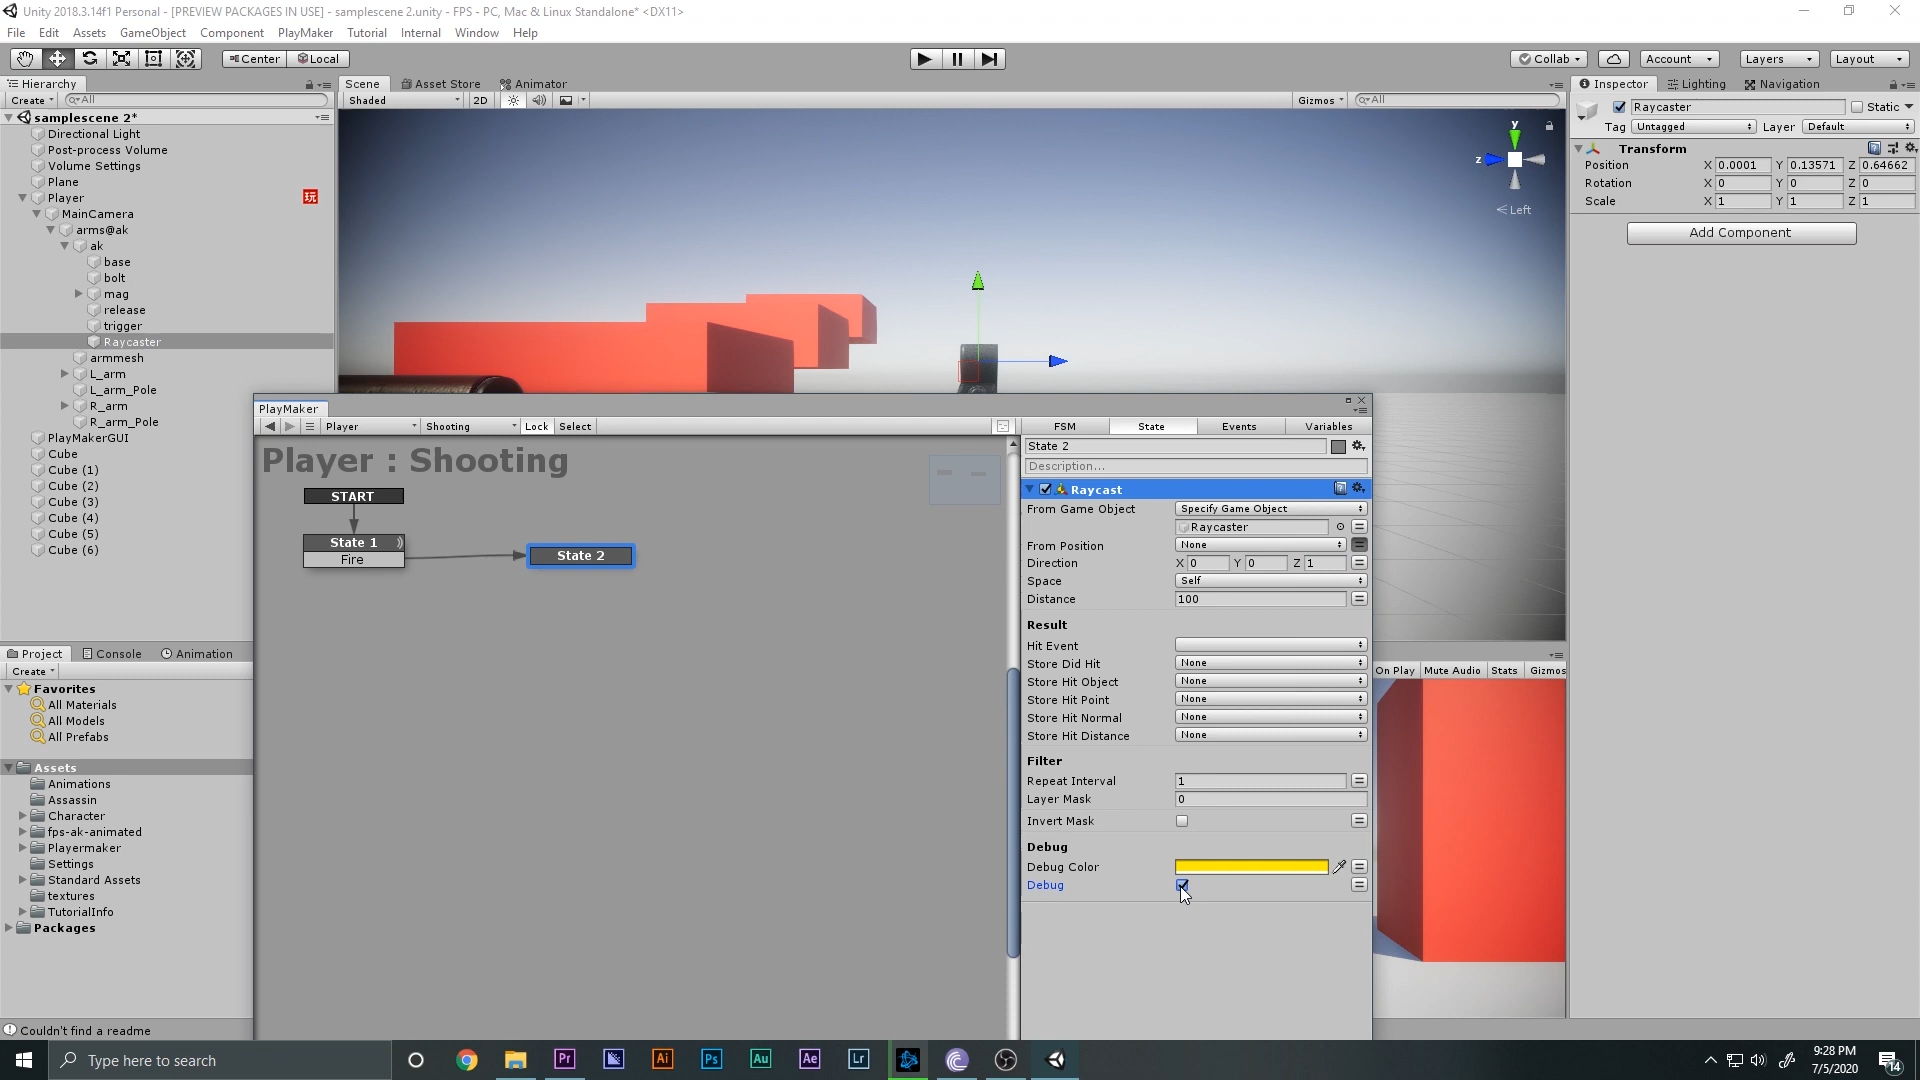 Unity 2018.3.14f1 Personal - [PREVIEW PACKAGES IN USE] - samplescene 2.unity - FPS - PC, Mac & Linux Standalone* <DX11>
File Edit Assets GameObject Component PlayMaker Tutorial Internal Window Help
Center Local Collab Account Layers Layout
Hierarchy
Create All
samplescene 2*
Directional Light
Post-process Volume
Volume Settings
Plane
Player 玩
MainCamera
arms@ak
ak
base
bolt
mag
release
trigger
Raycaster
armmesh
L_arm
L_arm_Pole
R_arm
R_arm_Pole
PlayMakerGUI
Cube
Cube (1)
Cube (2)
Cube (3)
Cube (4)
Cube (5)
Cube (6)
Scene Asset Store Animator
Shaded 2D Gizmos All
y
z
Left
Inspector Lighting Navigation
Raycaster Static
Tag Untagged Layer Default
Transform
Position X 0.0001 Y 0.13571 Z 0.64662
Rotation X 0 Y 0 Z 0
Scale X 1 Y 1 Z 1
Add Component
PlayMaker
Player Shooting Lock Select
Player : Shooting
START
State 1
Fire
State 2
FSM State Events Variables
State 2
Description...
Raycast
From Game Object Specify Game Object
Raycaster
From Position None
Direction X 0 Y 0 Z 1
Space Self
Distance 100
Result
Hit Event
Store Did Hit None
Store Hit Object None
Store Hit Point None
Store Hit Normal None
Store Hit Distance None
Filter
Repeat Interval 1
Layer Mask 0
Invert Mask
Debug
Debug Color
Debug
On Play Mute Audio Stats Gizmos
Project Console Animation
Create
Favorites
All Materials
All Models
All Prefabs
Assets
Animations
Assassin
Character
fps-ak-animated
Playermaker
Settings
Standard Assets
textures
TutorialInfo
Packages
Couldn't find a readme
Type here to search
Pr Ai Ps Au Ae Lr
9:28 PM
7/5/2020
14